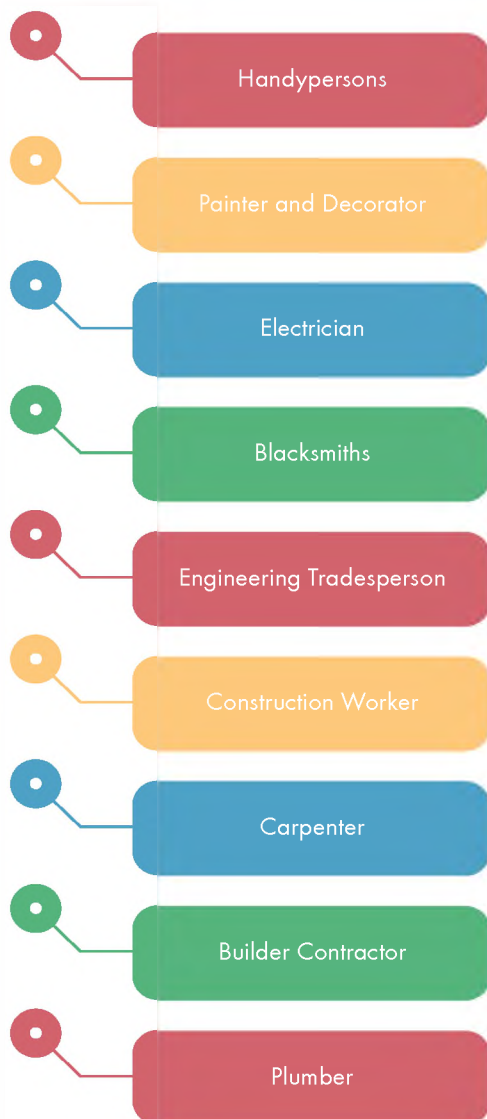 Handypersons
Painter and Decorator
Electrician
Blacksmiths
Engineering Tradesperson
Construction Worker
Carpenter
Builder Contractor
Plumber